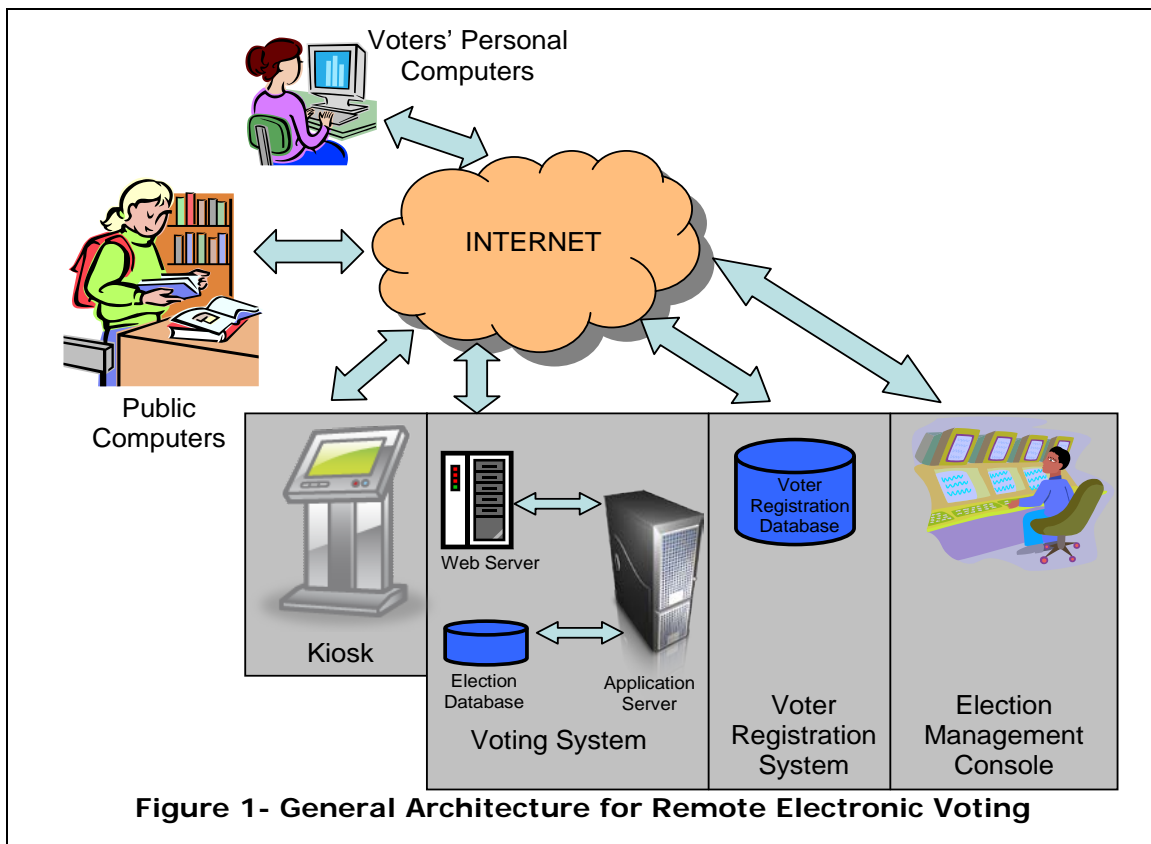 Voters’ Personal
Computers
INTERNET
Public
Computers
Voter
Registration
Database
Web Server
Kiosk
Election
Database
Application
Server
Voting System
Voter
Registration
System
Election
Management
Console
Figure 1- General Architecture for Remote Electronic Voting